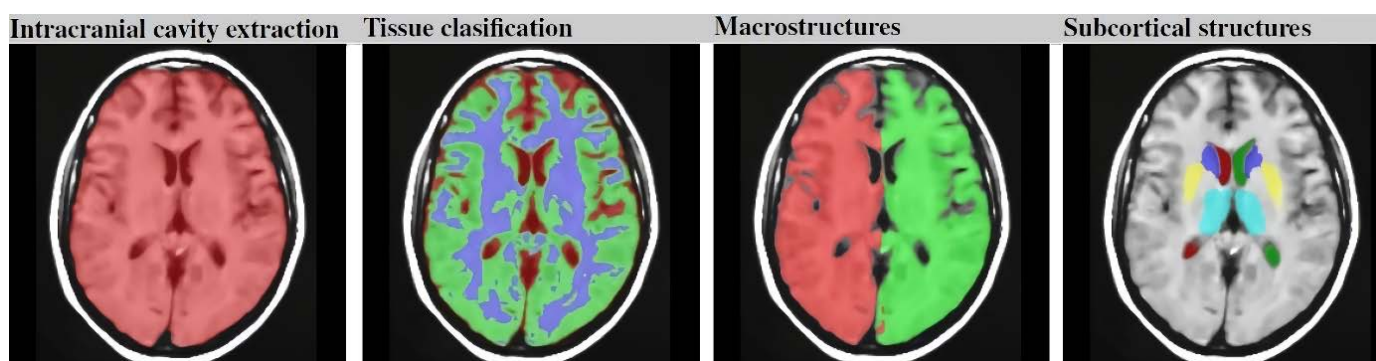 Intracranial cavity extraction
Tissue clasification
Macrostructures
Subcortical structures